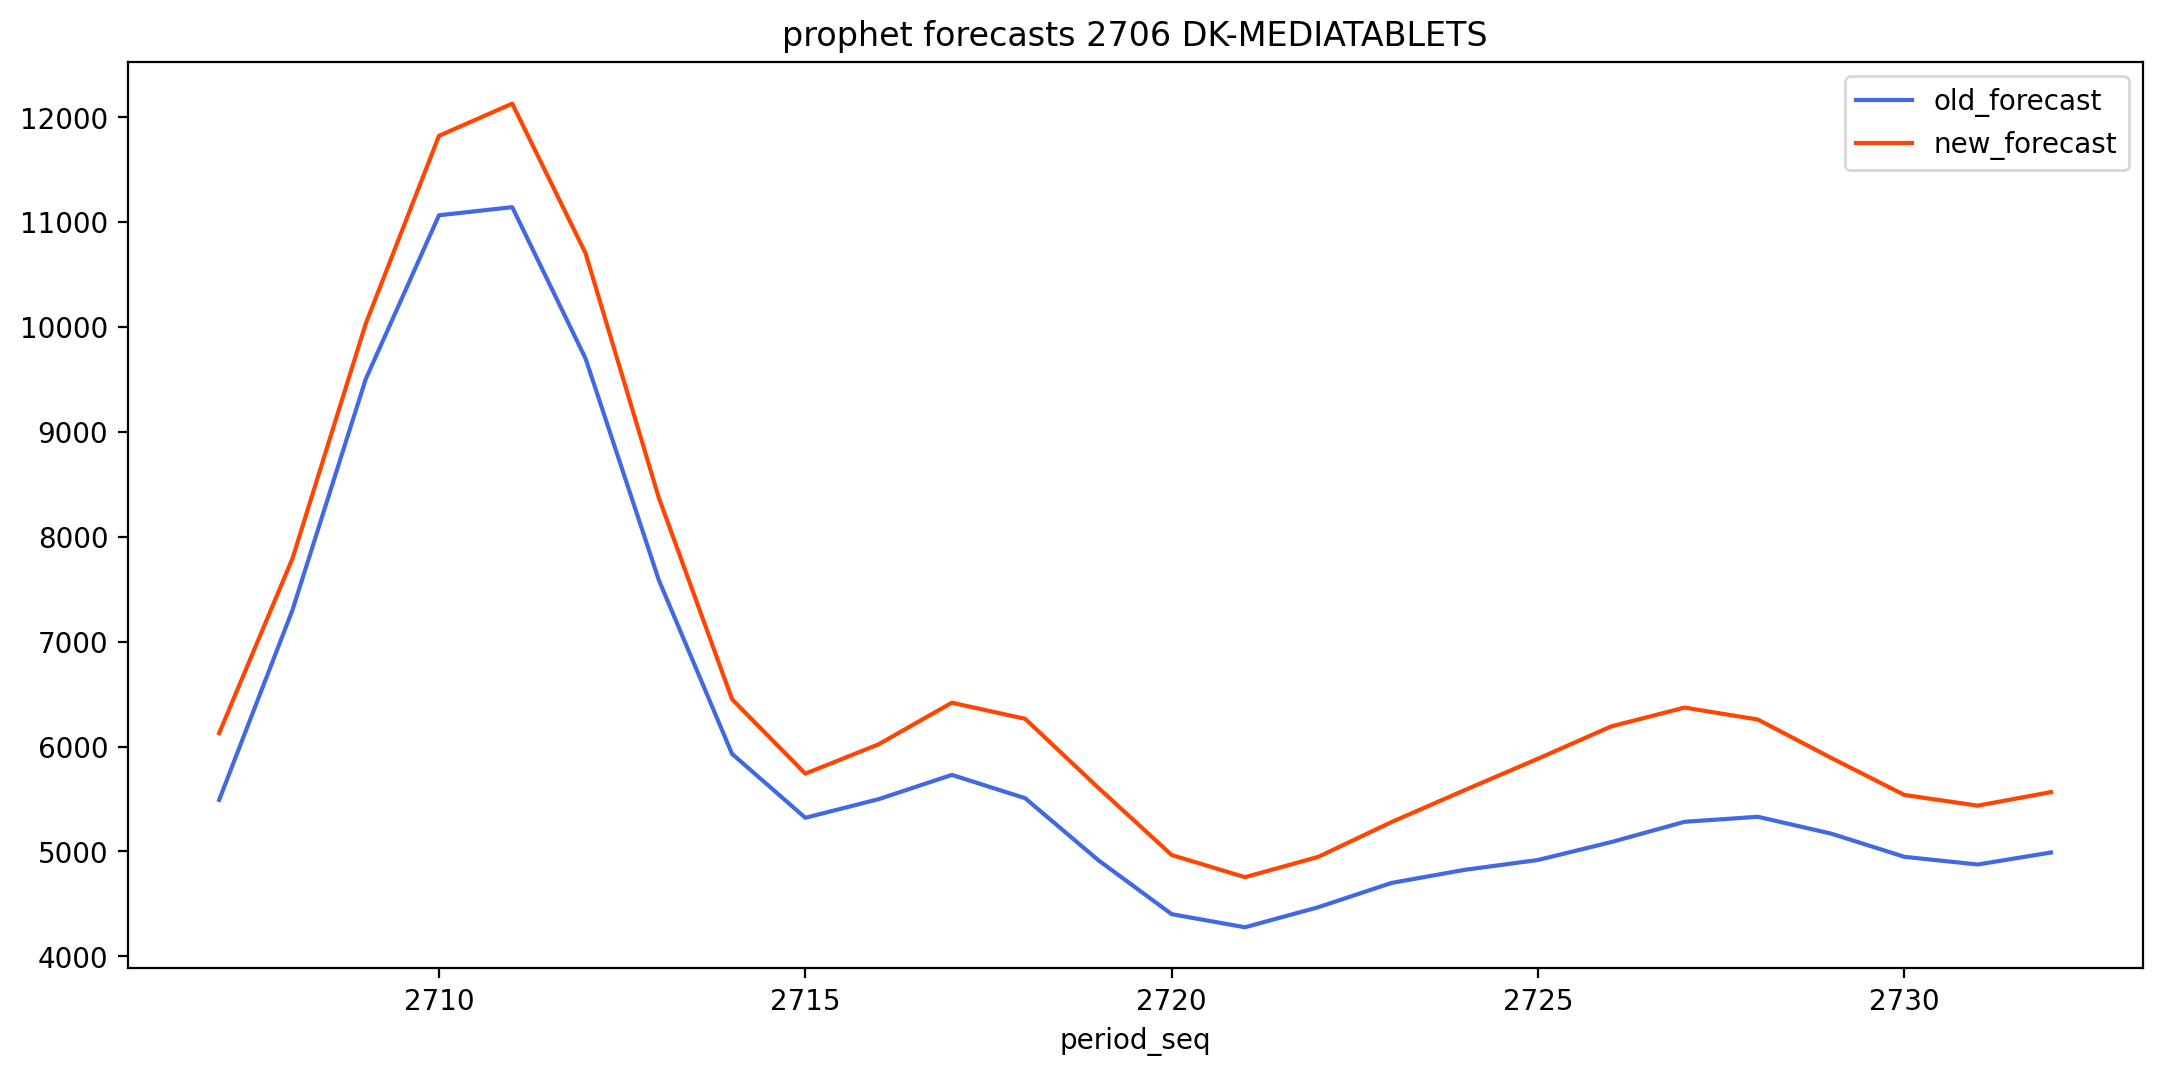 prophet forecasts 2706 DK-MEDIATABLETS
old_forecast
new_forecast
12000
11000
10000
9000
8000
7000
6000
5000
4000
2710 2715 2720 2725 2730
period_seq